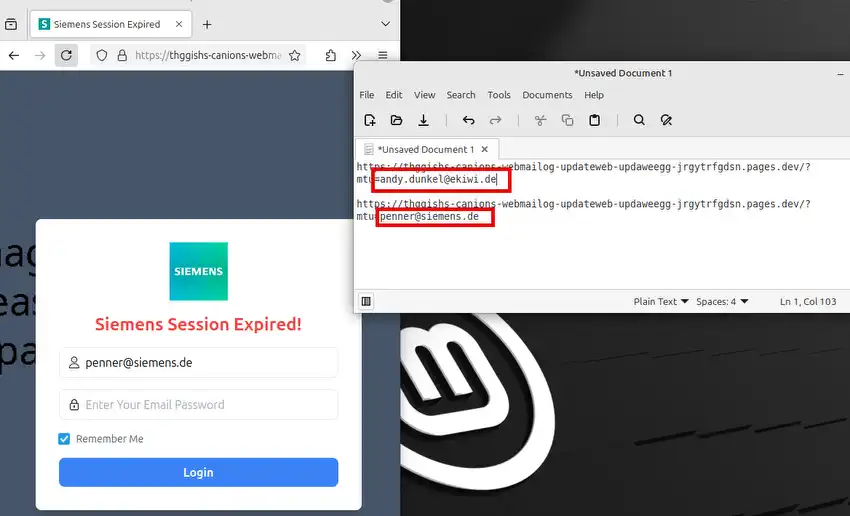 Siemens Session Expired
https://thggishs-canions-webma
*Unsaved Document 1
File Edit View Search Tools Documents Help
*Unsaved Document 1
https://thggishs-canions-webmailog-updateweb-updaweegg-jrgytrfgdsn.pages.dev/?
mtu=andy.dunkel@ekiwi.de
https://thggishs-canions-webmailog-updateweb-updaweegg-jrgytrfgdsn.pages.dev/?
mtu=penner@siemens.de
Plain Text Spaces: 4 Ln 1, Col 103
SIEMENS
Siemens Session Expired!
penner@siemens.de
Enter Your Email Password
Remember Me
Login